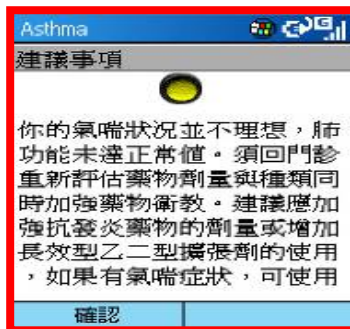 Asthma
建議事項
你的氣喘狀況並不理想，肺
功能未達正常值。須回門診
重新評估藥物劑量與種類同
時加強藥物衛教。建議應加
強抗發炎藥物的劑量或增加
長效型乙二型擴張劑的使用
，如果有氣喘症狀，可使用
確認